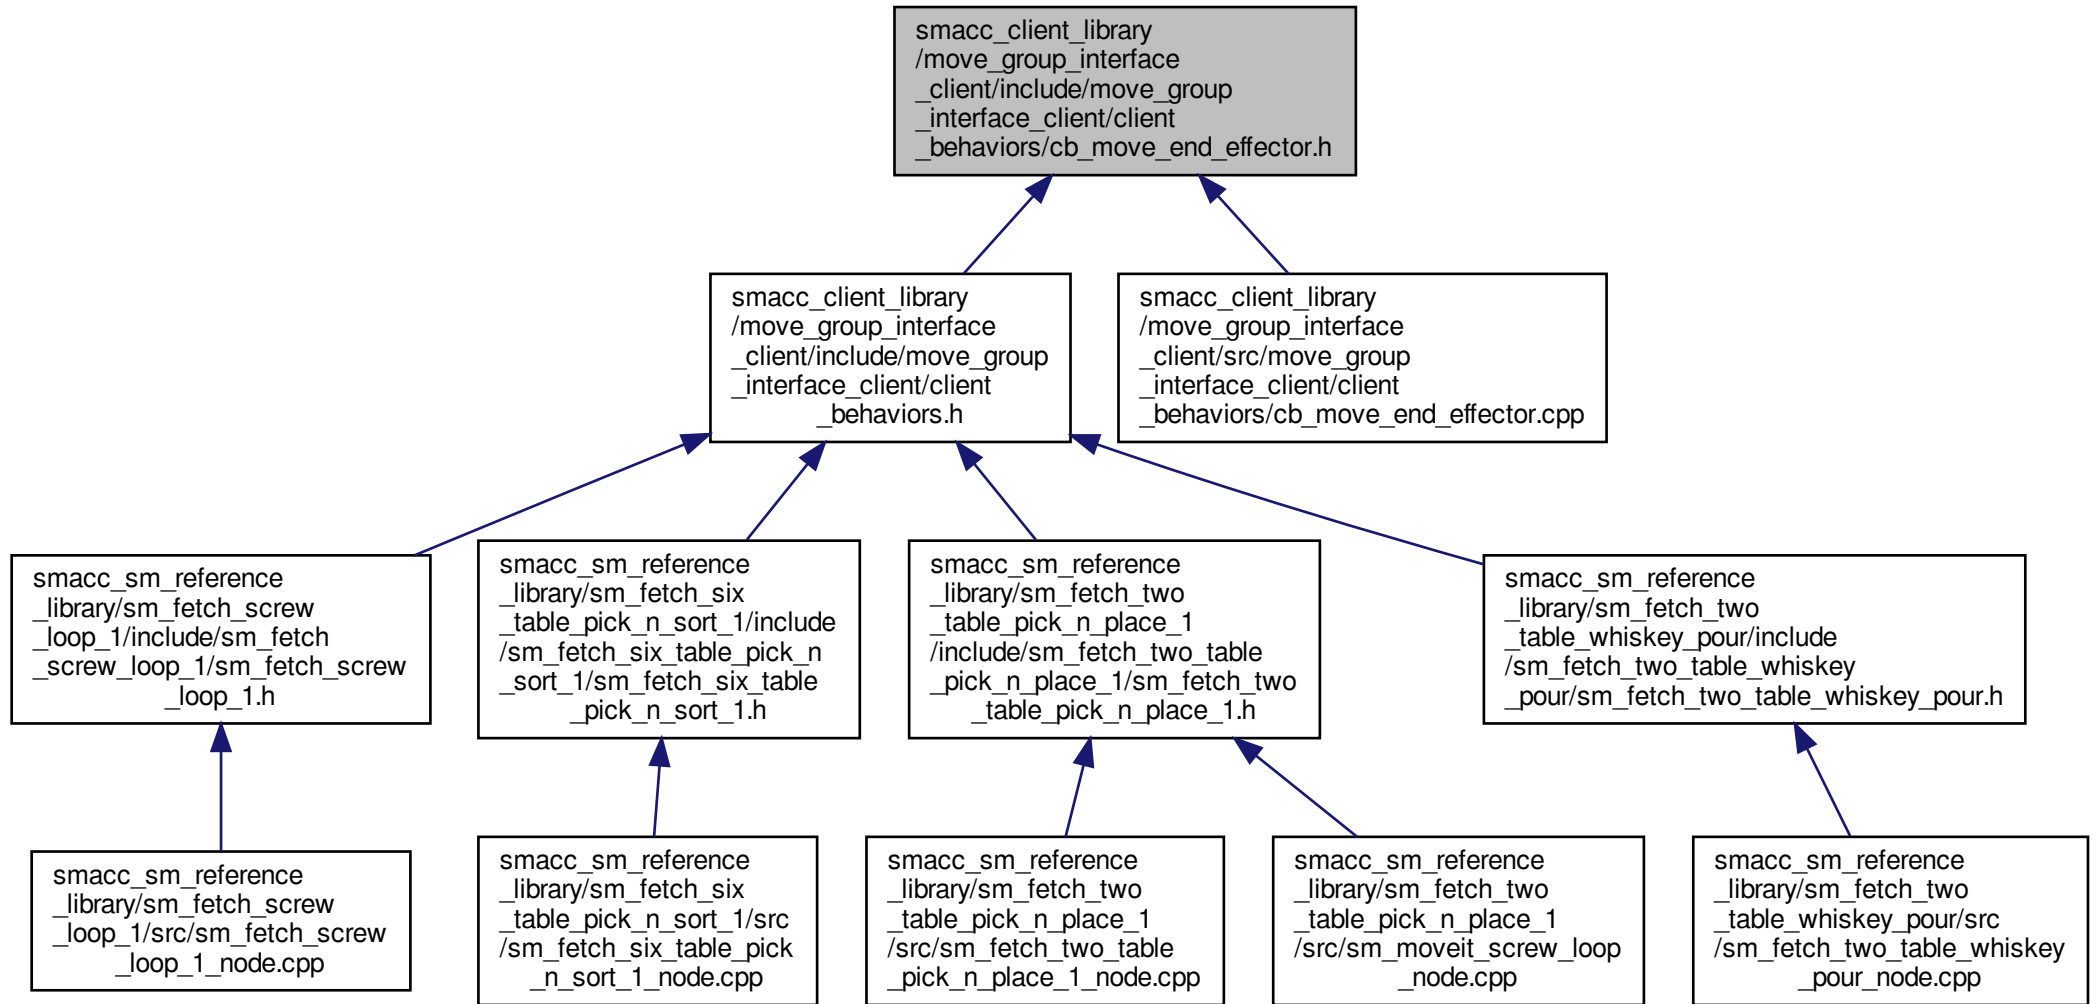 smacc_client_library
/move_group_interface
_client/include/move_group
_interface_client/client
_behaviors/cb_move_end_effector.h
smacc_client_library
/move_group_interface
_client/include/move_group
_interface_client/client
_behaviors.h
smacc_client_library
/move_group_interface
_client/src/move_group
_interface_client/client
_behaviors/cb_move_end_effector.cpp
smacc_sm_reference
_library/sm_fetch_screw
_loop_1/include/sm_fetch
_screw_loop_1/sm_fetch_screw
_loop_1.h
smacc_sm_reference
_library/sm_fetch_six
_table_pick_n_sort_1/include
/sm_fetch_six_table_pick_n
_sort_1/sm_fetch_six_table
_pick_n_sort_1.h
smacc_sm_reference
_library/sm_fetch_two
_table_pick_n_place_1
/include/sm_fetch_two_table
_pick_n_place_1/sm_fetch_two
_table_pick_n_place_1.h
smacc_sm_reference
_library/sm_fetch_two
_table_whiskey_pour/include
/sm_fetch_two_table_whiskey
_pour/sm_fetch_two_table_whiskey_pour.h
smacc_sm_reference
_library/sm_fetch_screw
_loop_1/src/sm_fetch_screw
_loop_1_node.cpp
smacc_sm_reference
_library/sm_fetch_six
_table_pick_n_sort_1/src
/sm_fetch_six_table_pick
_n_sort_1_node.cpp
smacc_sm_reference
_library/sm_fetch_two
_table_pick_n_place_1
/src/sm_fetch_two_table
_pick_n_place_1_node.cpp
smacc_sm_reference
_library/sm_fetch_two
_table_pick_n_place_1
/src/sm_moveit_screw_loop
_node.cpp
smacc_sm_reference
_library/sm_fetch_two
_table_whiskey_pour/src
/sm_fetch_two_table_whiskey
_pour_node.cpp